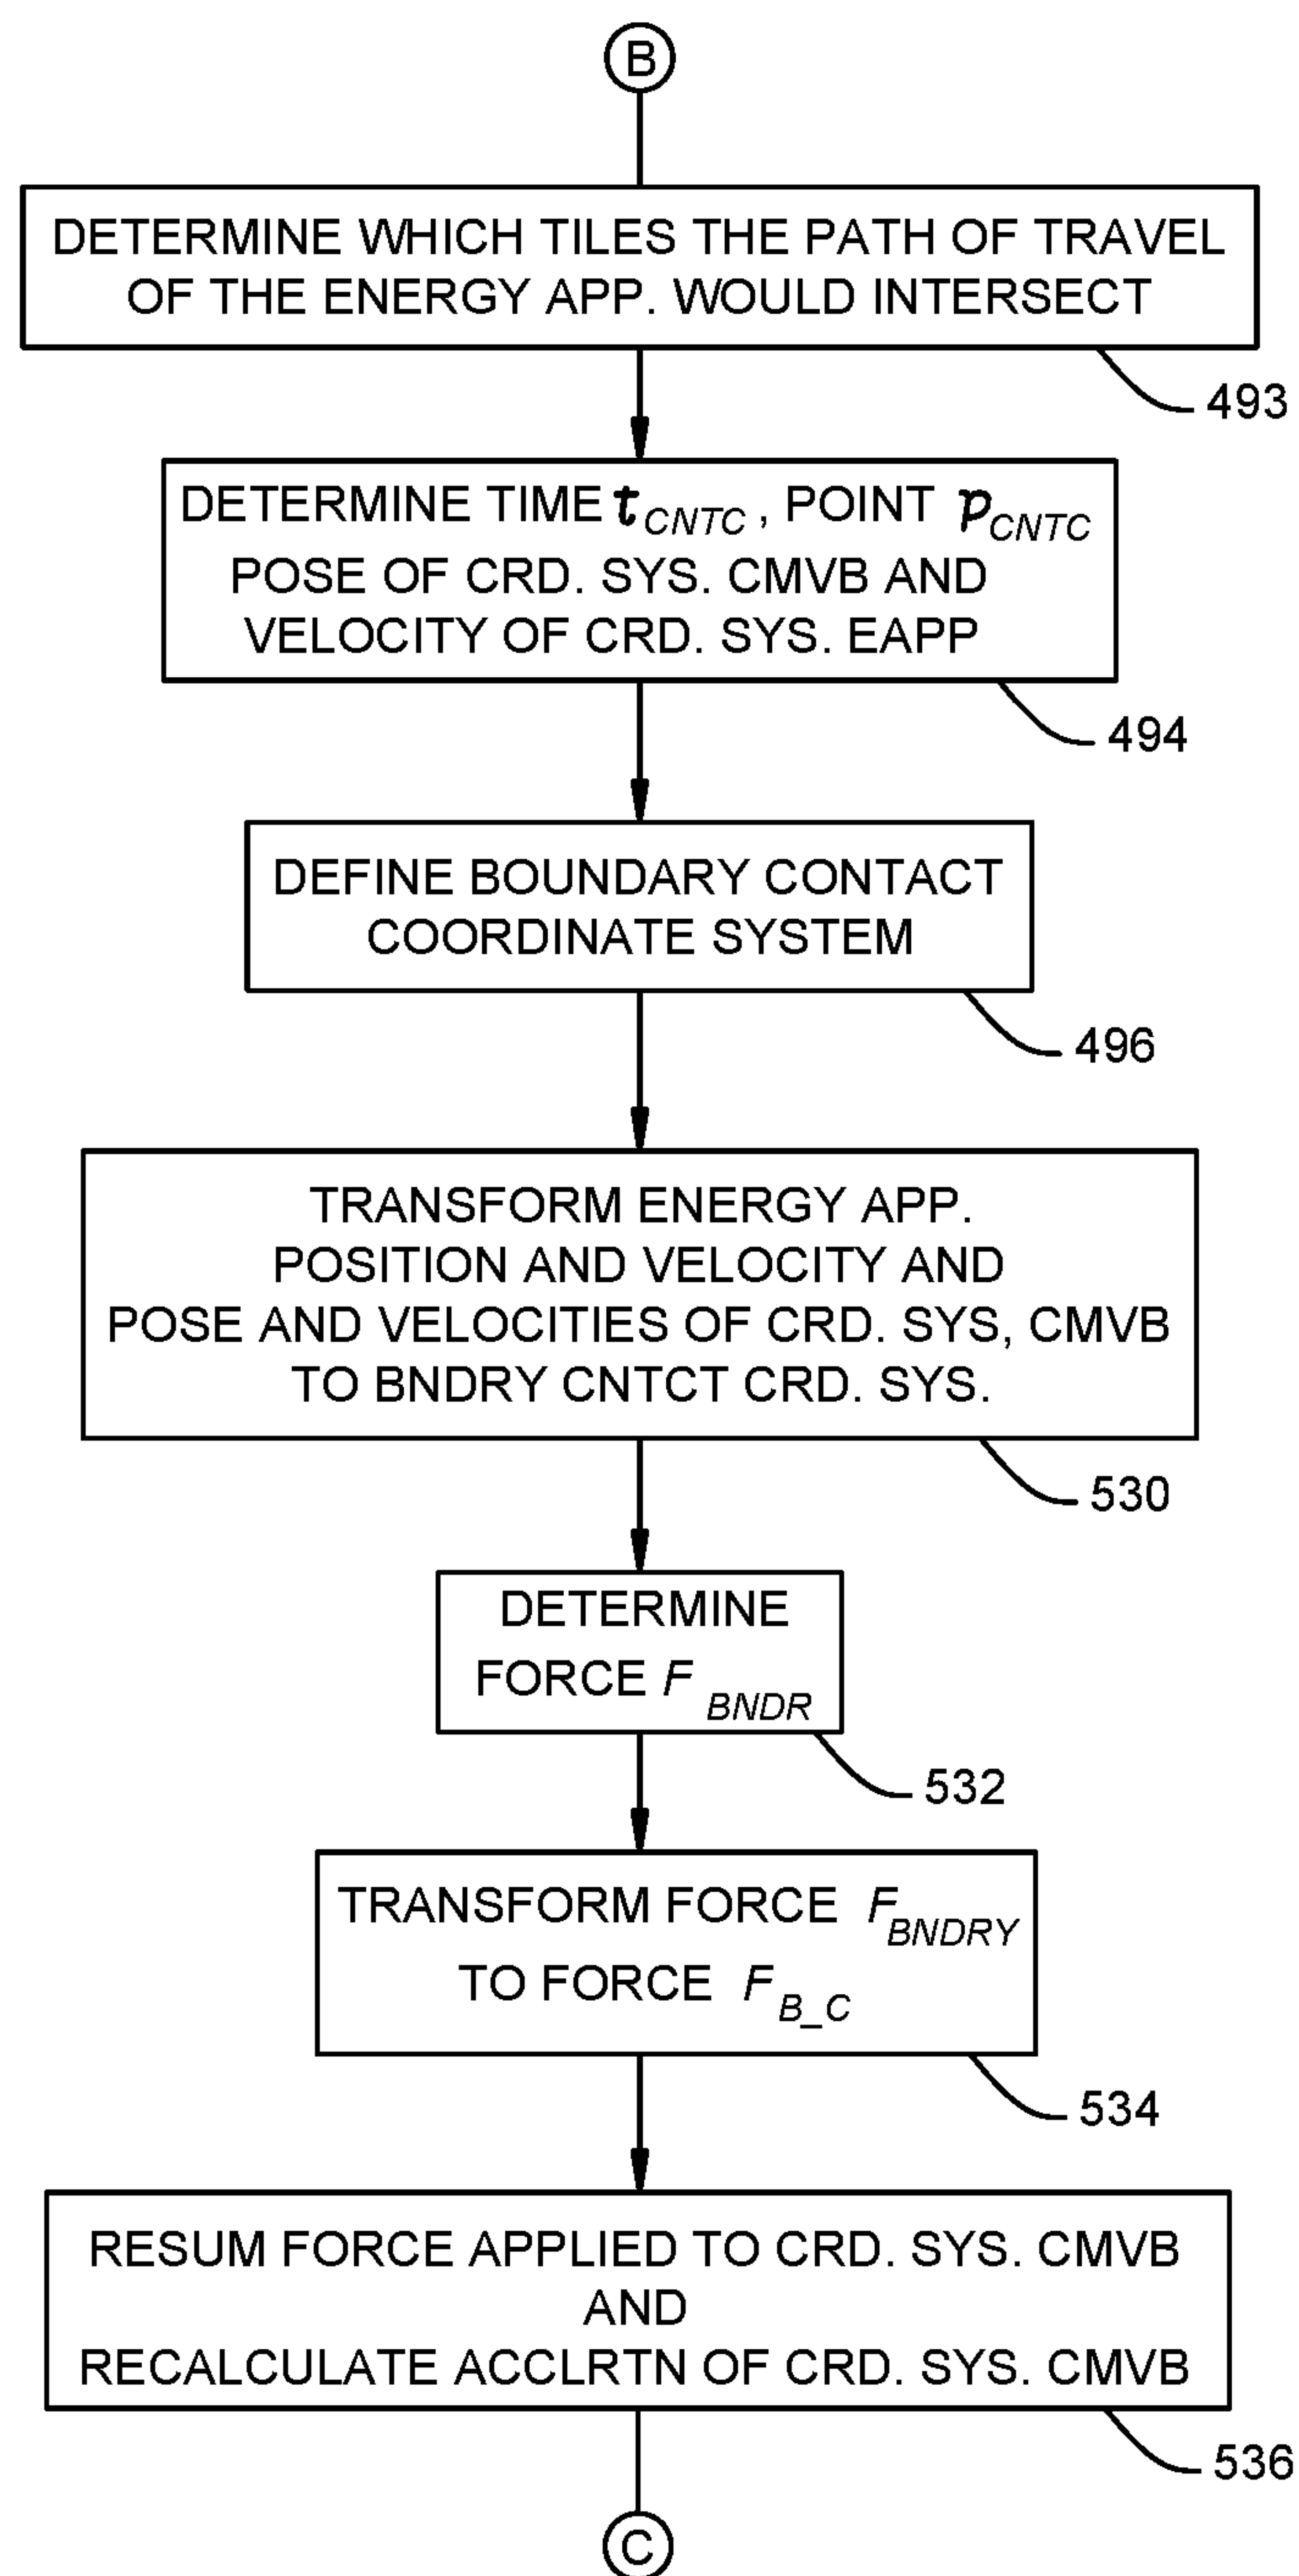 B
DETERMINE WHICH TILES THE PATH OF TRAVEL
OF THE ENERGY APP. WOULD INTERSECT
493
DETERMINE TIME t CNTC , POINT p CNTC
POSE OF CRD. SYS. CMVB AND
VELOCITY OF CRD. SYS. EAPP
494
DEFINE BOUNDARY CONTACT
COORDINATE SYSTEM
496
TRANSFORM ENERGY APP.
POSITION AND VELOCITY AND
POSE AND VELOCITIES OF CRD. SYS, CMVB
TO BNDRY CNTCT CRD. SYS.
530
DETERMINE
FORCE F BNDR
532
TRANSFORM FORCE F BNDRY
TO FORCE F B_C
534
RESUM FORCE APPLIED TO CRD. SYS. CMVB
AND
RECALCULATE ACCLRTN OF CRD. SYS. CMVB
536
C